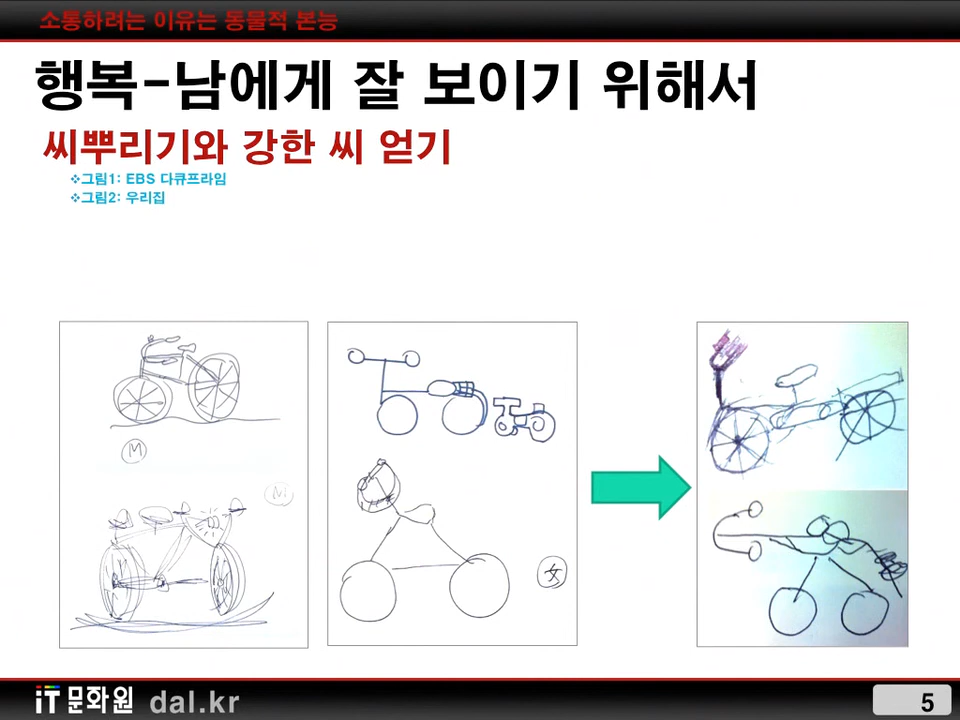 소통하려는 이유는 동물적 본능
행복-남에게 잘 보이기 위해서
씨뿌리기와 강한 씨 얻기
❖그림1: EBS 다큐프라임
❖그림2: 우리집
M
M
女
iT문화원 dal.kr
5